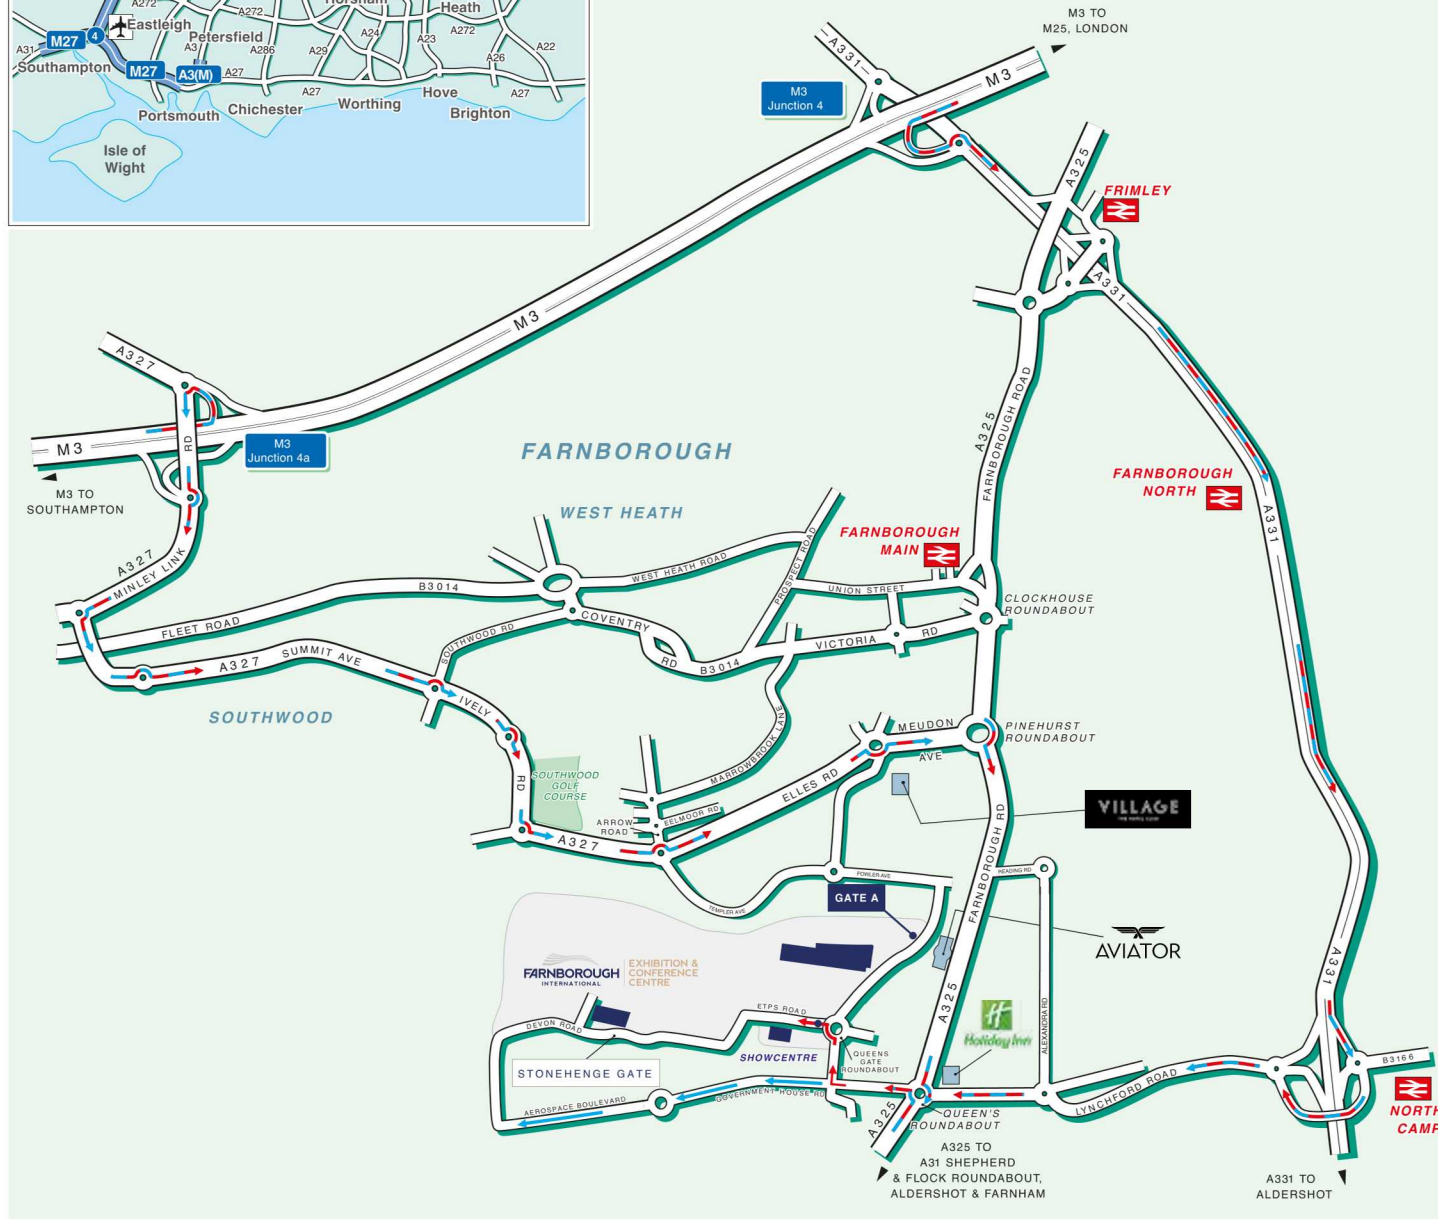 Horsham
Heath
A272
A272
Eastleigh
Petersfield
A24
A23
A272
A31
M27
4
A3
A286
A29
A22
A26
Southampton
M27
A3(M)
A27
A27
A27
Hove
Chichester
Worthing
Portsmouth
Brighton
Isle of
Wight
M3 TO
M25, LONDON
A331
M3
M3
Junction 4
A325
FRIMLEY
A331
M3
A327
RD
M3
M3
Junction 4a
M3 TO
SOUTHAMPTON
FARNBOROUGH
WEST HEATH
A325
FARNBOROUGH ROAD
FARNBOROUGH
NORTH
A331
FARNBOROUGH
MAIN
A327
MINLEY LINK
B3014
WEST HEATH ROAD
PROSPECT ROAD
UNION STREET
CLOCKHOUSE
ROUNDABOUT
FLEET ROAD
SOUTHWOOD RD
COVENTRY
RD
B3014
VICTORIA
RD
A327
SUMMIT AVE
SOUTHWOOD
IVELY
RD
MARROWBROOK LANE
MEUDON
AVE
PINEHURST
ROUNDABOUT
SOUTHWOOD
GOLF
COURSE
ELLES RD
ARROW
ROAD
EELMOOR RD
A327
VILLAGE
THE HOTEL CLUB
FARNBOROUGH RD
READING RD
FOWLER AVE
TEMPLER AVE
GATE A
AVIATOR
FARNBOROUGH
INTERNATIONAL
EXHIBITION &
CONFERENCE
CENTRE
A331
A325
ETPS ROAD
DEVON ROAD
Holiday Inn
ALEXANDRA RD
SHOWCENTRE
QUEENS
GATE
ROUNDABOUT
STONEHENGE GATE
B3166
LYNCHFORD ROAD
AEROSPACE BOULEVARD
GOVERNMENT HOUSE RD
A325
QUEEN'S
ROUNDABOUT
NORTH
CAMP
A325 TO
A31 SHEPHERD
& FLOCK ROUNDABOUT,
ALDERSHOT & FARNHAM
A331 TO
ALDERSHOT